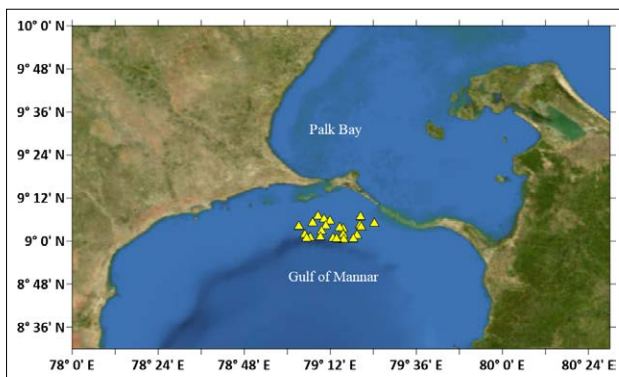 10° 0' N
9° 48' N
9° 36' N
9° 24' N
9° 12' N
9° 0' N
8° 48' N
8° 36' N
Palk Bay
Gulf of Mannar
78° 0' E 78° 24' E 78° 48' E 79° 12' E 79° 36' E 80° 0' E 80° 24' E